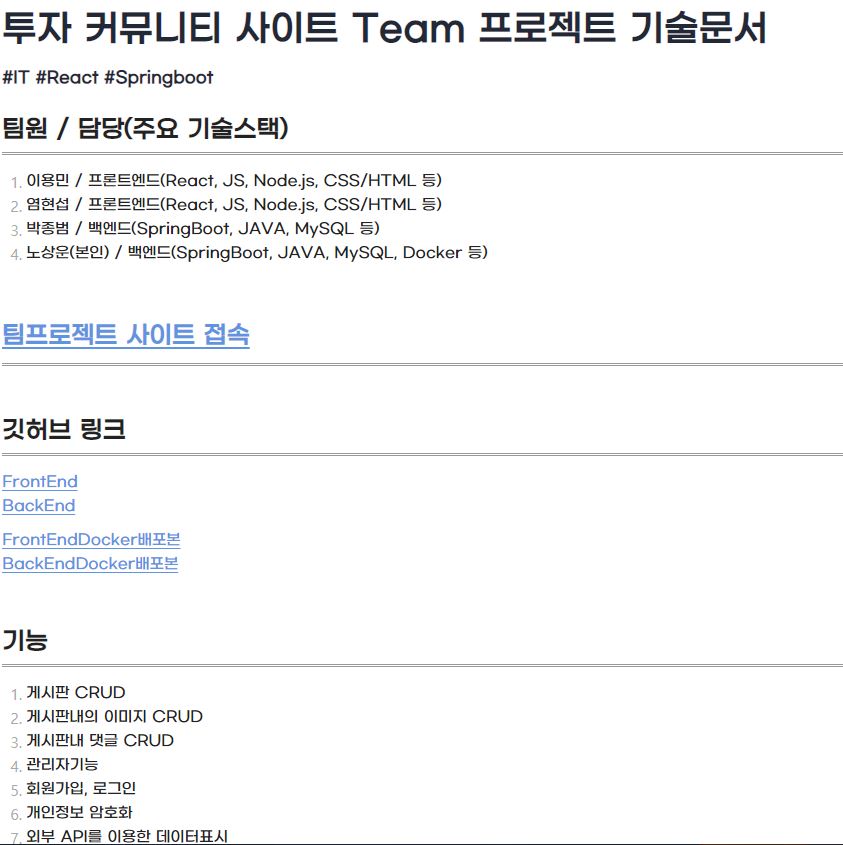 투자 커뮤니티 사이트 Team 프로젝트 기술문서
#IT #React #Springboot
팀원 / 담당(주요 기술스택)
1. 이용민 / 프론트엔드(React, JS, Node.js, CSS/HTML 등)
2. 염현섭 / 프론트엔드(React, JS, Node.js, CSS/HTML 등)
3. 박종범 / 백엔드(SpringBoot, JAVA, MySQL 등)
4. 노상운(본인) / 백엔드(SpringBoot, JAVA, MySQL, Docker 등)
팀프로젝트 사이트 접속
깃허브 링크
FrontEnd
BackEnd
FrontEndDocker배포본
BackEndDocker배포본
기능
1. 게시판 CRUD
2. 게시판내의 이미지 CRUD
3. 게시판내 댓글 CRUD
4. 관리자기능
5. 회원가입, 로그인
6. 개인정보 암호화
7. 외부 API를 이용한 데이터표시